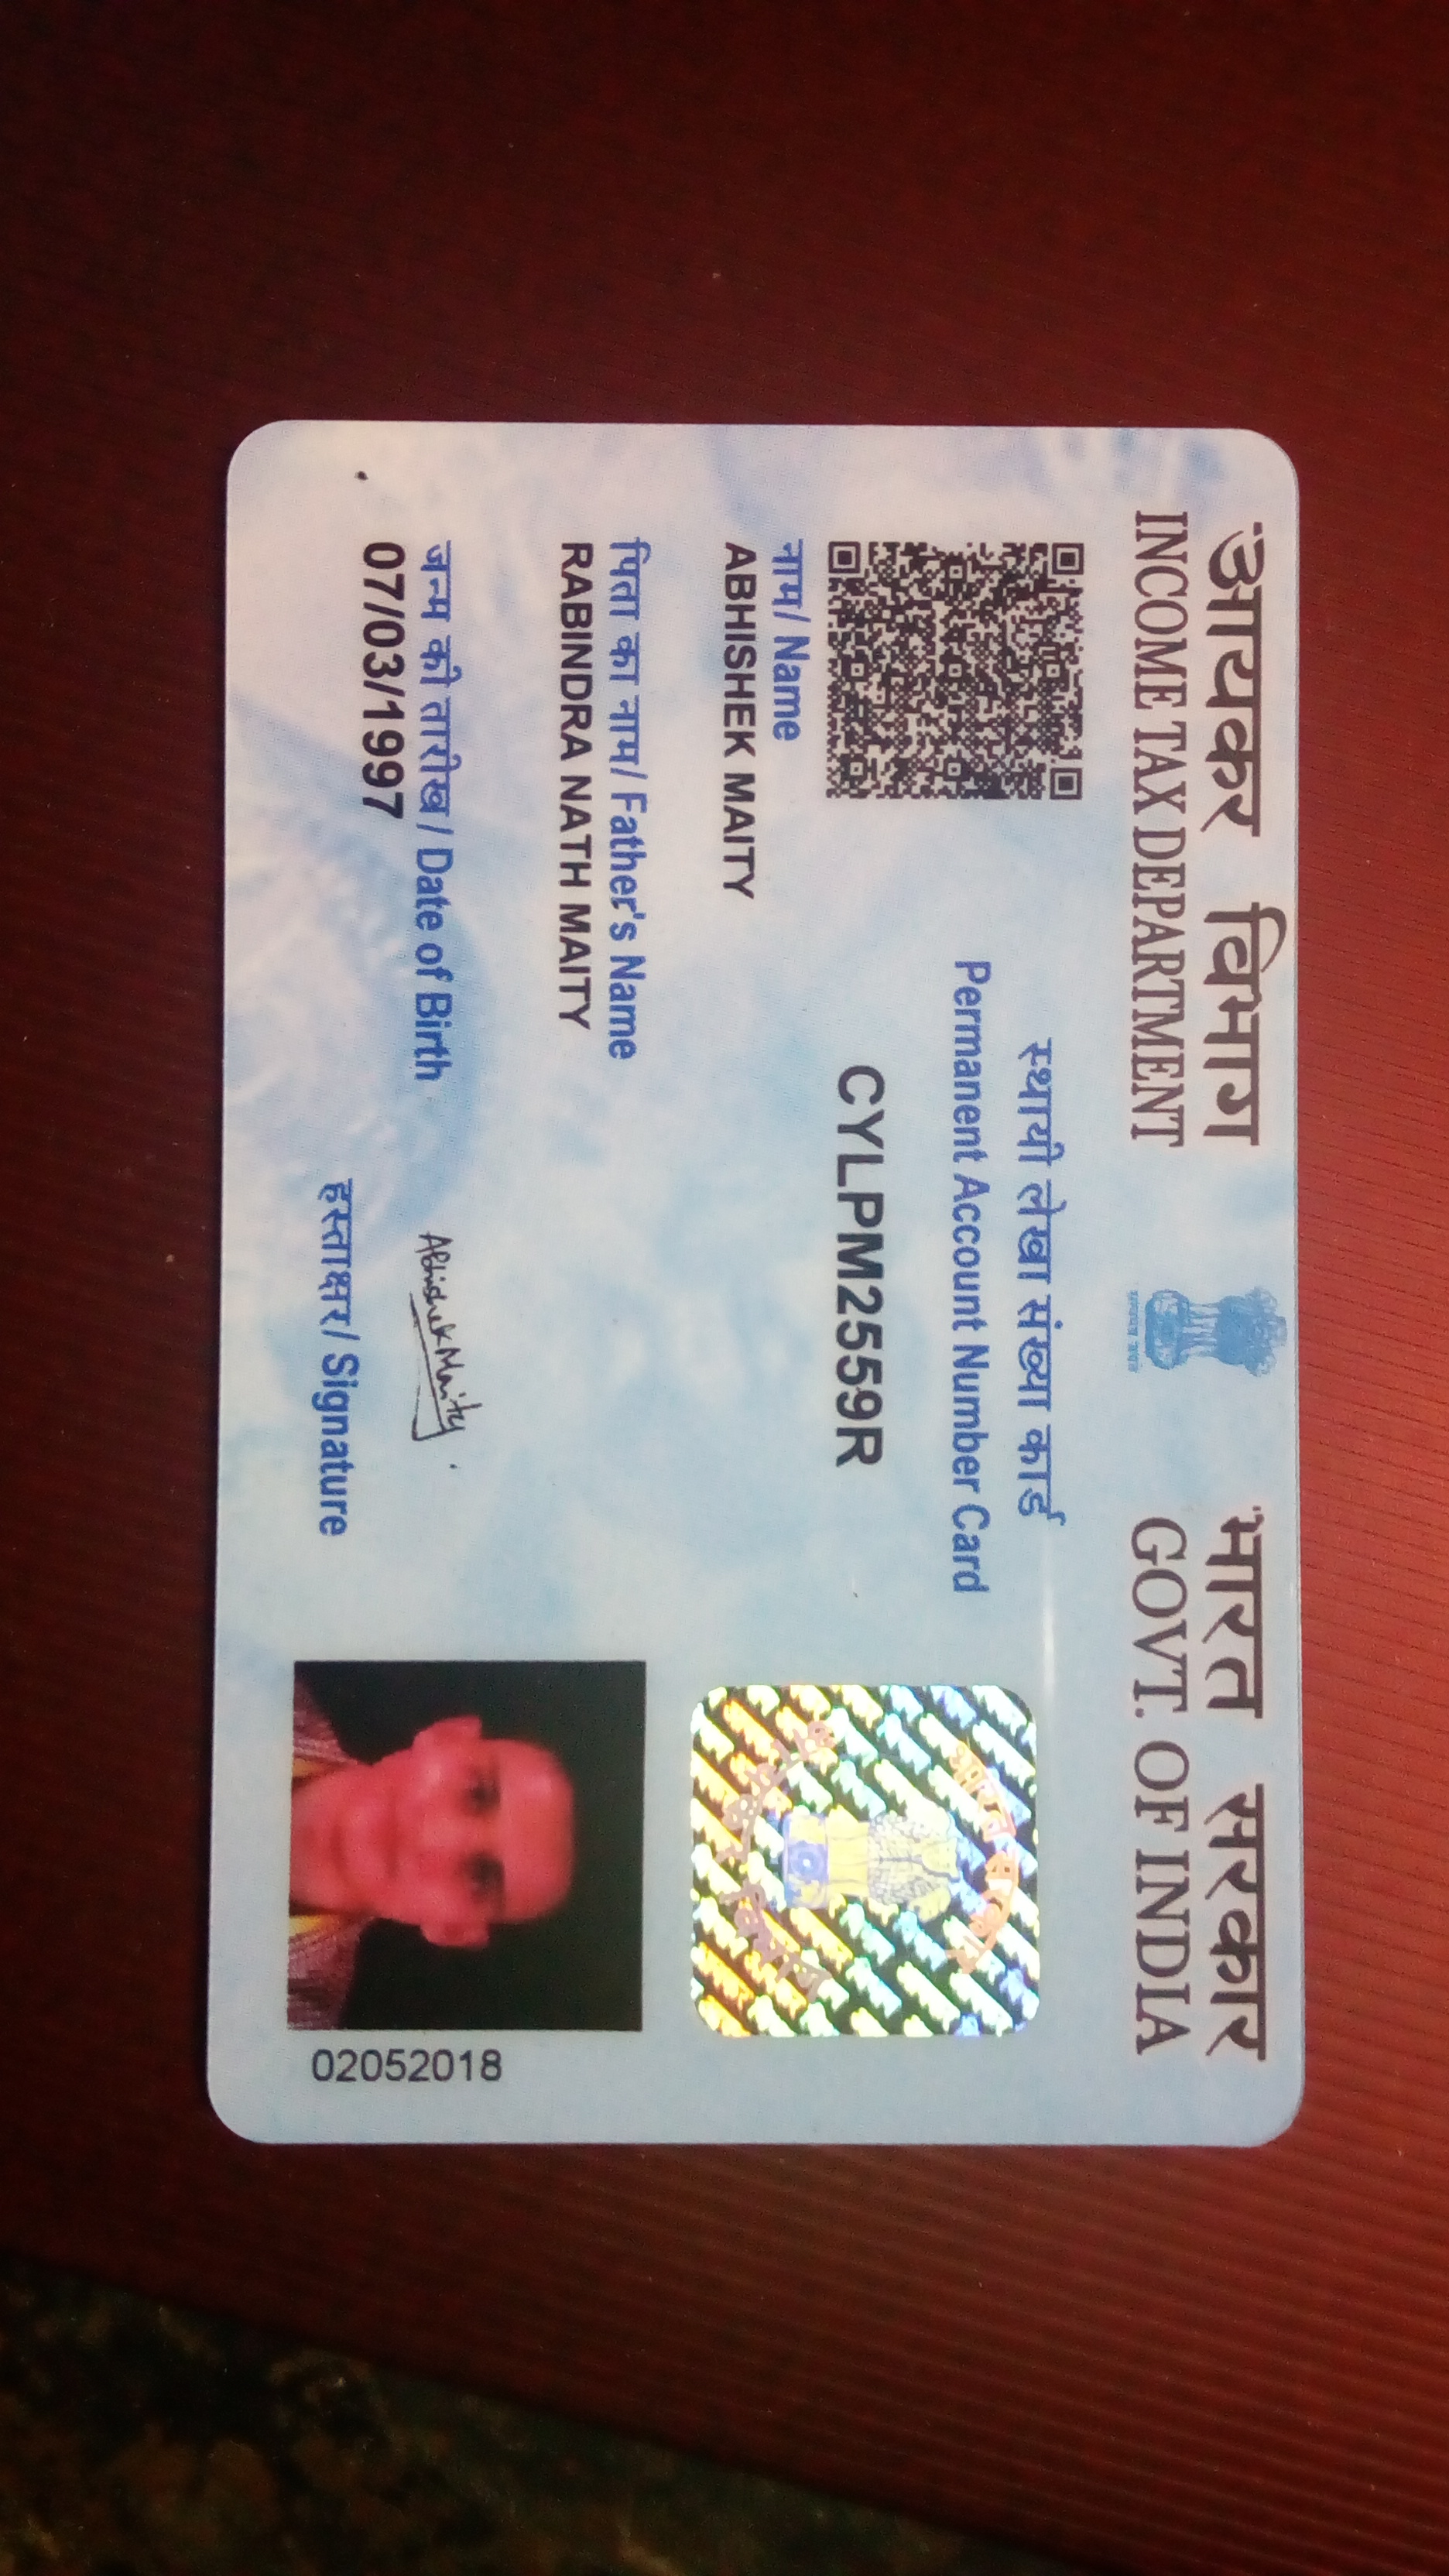 आयकर विभाग
INCOME TAX DEPARTMENT
सत्यमेव जयते
भारत सरकार
GOVT. OF INDIA
स्थायी लेखा संख्या कार्ड
Permanent Account Number Card
CYLPM2559R
भारत सरकार
नाम/ Name
ABHISHEK MAITY
पिता का नाम/ Father's Name
RABINDRA NATH MAITY
जन्म की तारीख/ Date of Birth
07/03/1997
Abhishek Maity.
हस्ताक्षर/ Signature
02052018